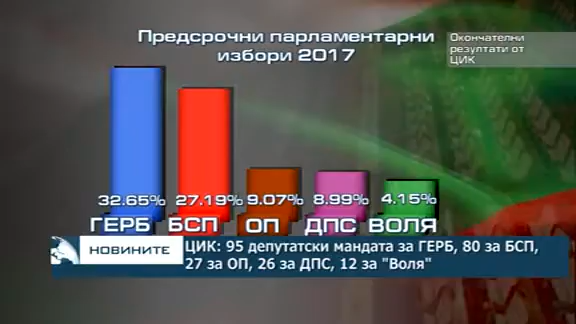 Предсрочни парламентарни
избори 2017
Окончателни
резултати от
ЦИК
32.65% 27.19% 9.07% 8.99% 4.15%
ГЕРБ БСП ОП ДПС ВОЛЯ
НОВИНИТЕ
ЦИК: 95 депутатски мандата за ГЕРБ, 80 за БСП,
27 за ОП, 26 за ДПС, 12 за "Воля"